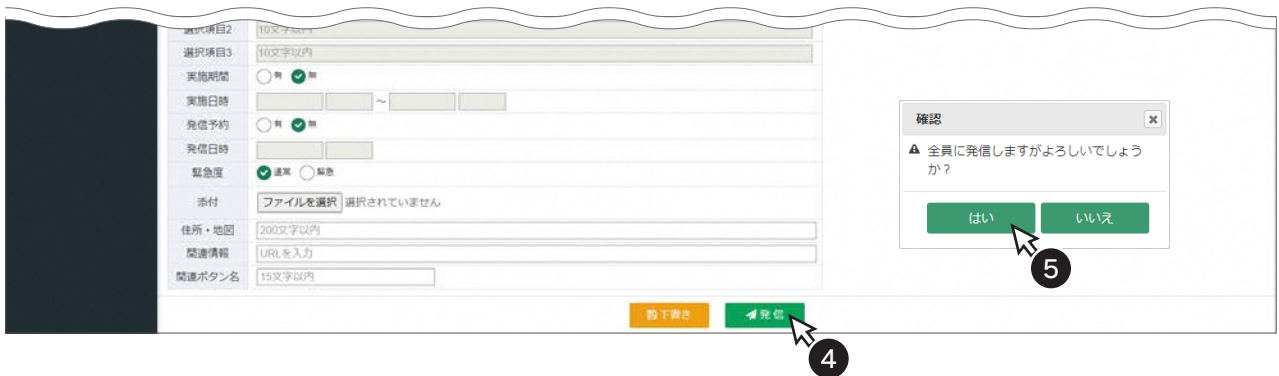 選択項目2 10文字以内
選択項目3 10文字以内
実施期間 有 無
実施日時 ～
発信予約 有 無
発信日時
緊急度 通常 緊急
添付 ファイルを選択 選択されていません
住所・地図 200文字以内
関連情報 URLを入力
関連ボタン名 15文字以内
下書き 発信
4
確認
全員に発信しますがよろしいでしょう
か？
はい いいえ
5